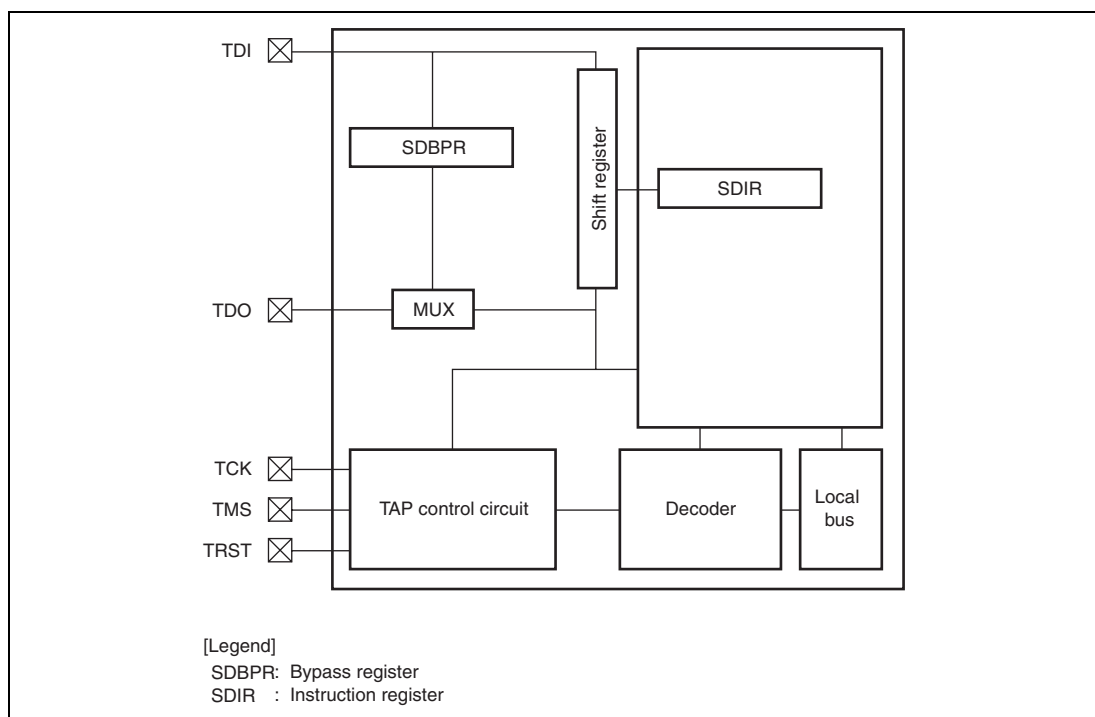 TDI
SDBPR
Shift register
SDIR
TDO
MUX
TCK
TMS
TRST
TAP control circuit
Decoder
Local
bus
[Legend]
SDBPR: Bypass register
SDIR : Instruction register